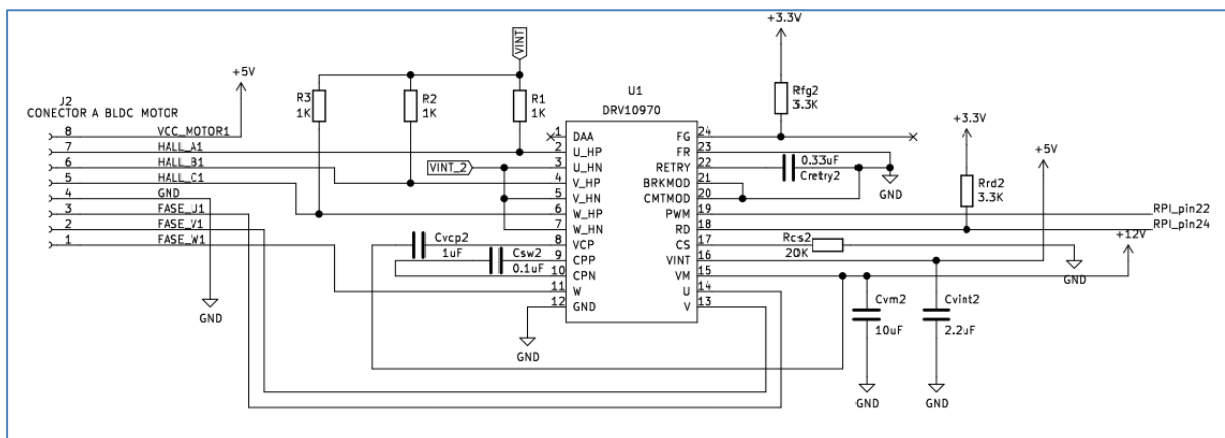 +3.3V
VINT
+5V
U1
DRV10970
J2
CONECTOR A BLDC MOTOR
R3
1K
R2
1K
R1
1K
Rfg2
3.3K
+3.3V
8 VCC_MOTOR1
7 HALL_A1
6 HALL_B1
5 HALL_C1
4 GND
3 FASE_U1
2 FASE_V1
1 FASE_W1
VINT_2
1 DAA
2 U_HP
3 U_HN
4 V_HP
5 V_HN
6 W_HP
7 W_HN
8 VCP
9 CPP
10 CPN
11 W
12 GND
FG 24
FR 23
RETRY 22
BRKMOD 21
CMTMOD 20
PWM 19
RD 18
CS 17
VINT 16
VM 15
U 14
V 13
0.33uF
Cretry2
GND
+5V
Rrd2
3.3K
RPI_pin22
RPI_pin24
+12V
Rcs2
20K
GND
Cvcp2
1uF
Csw2
0.1uF
GND
GND
Cvm2
10uF
Cvint2
2.2uF
GND
GND